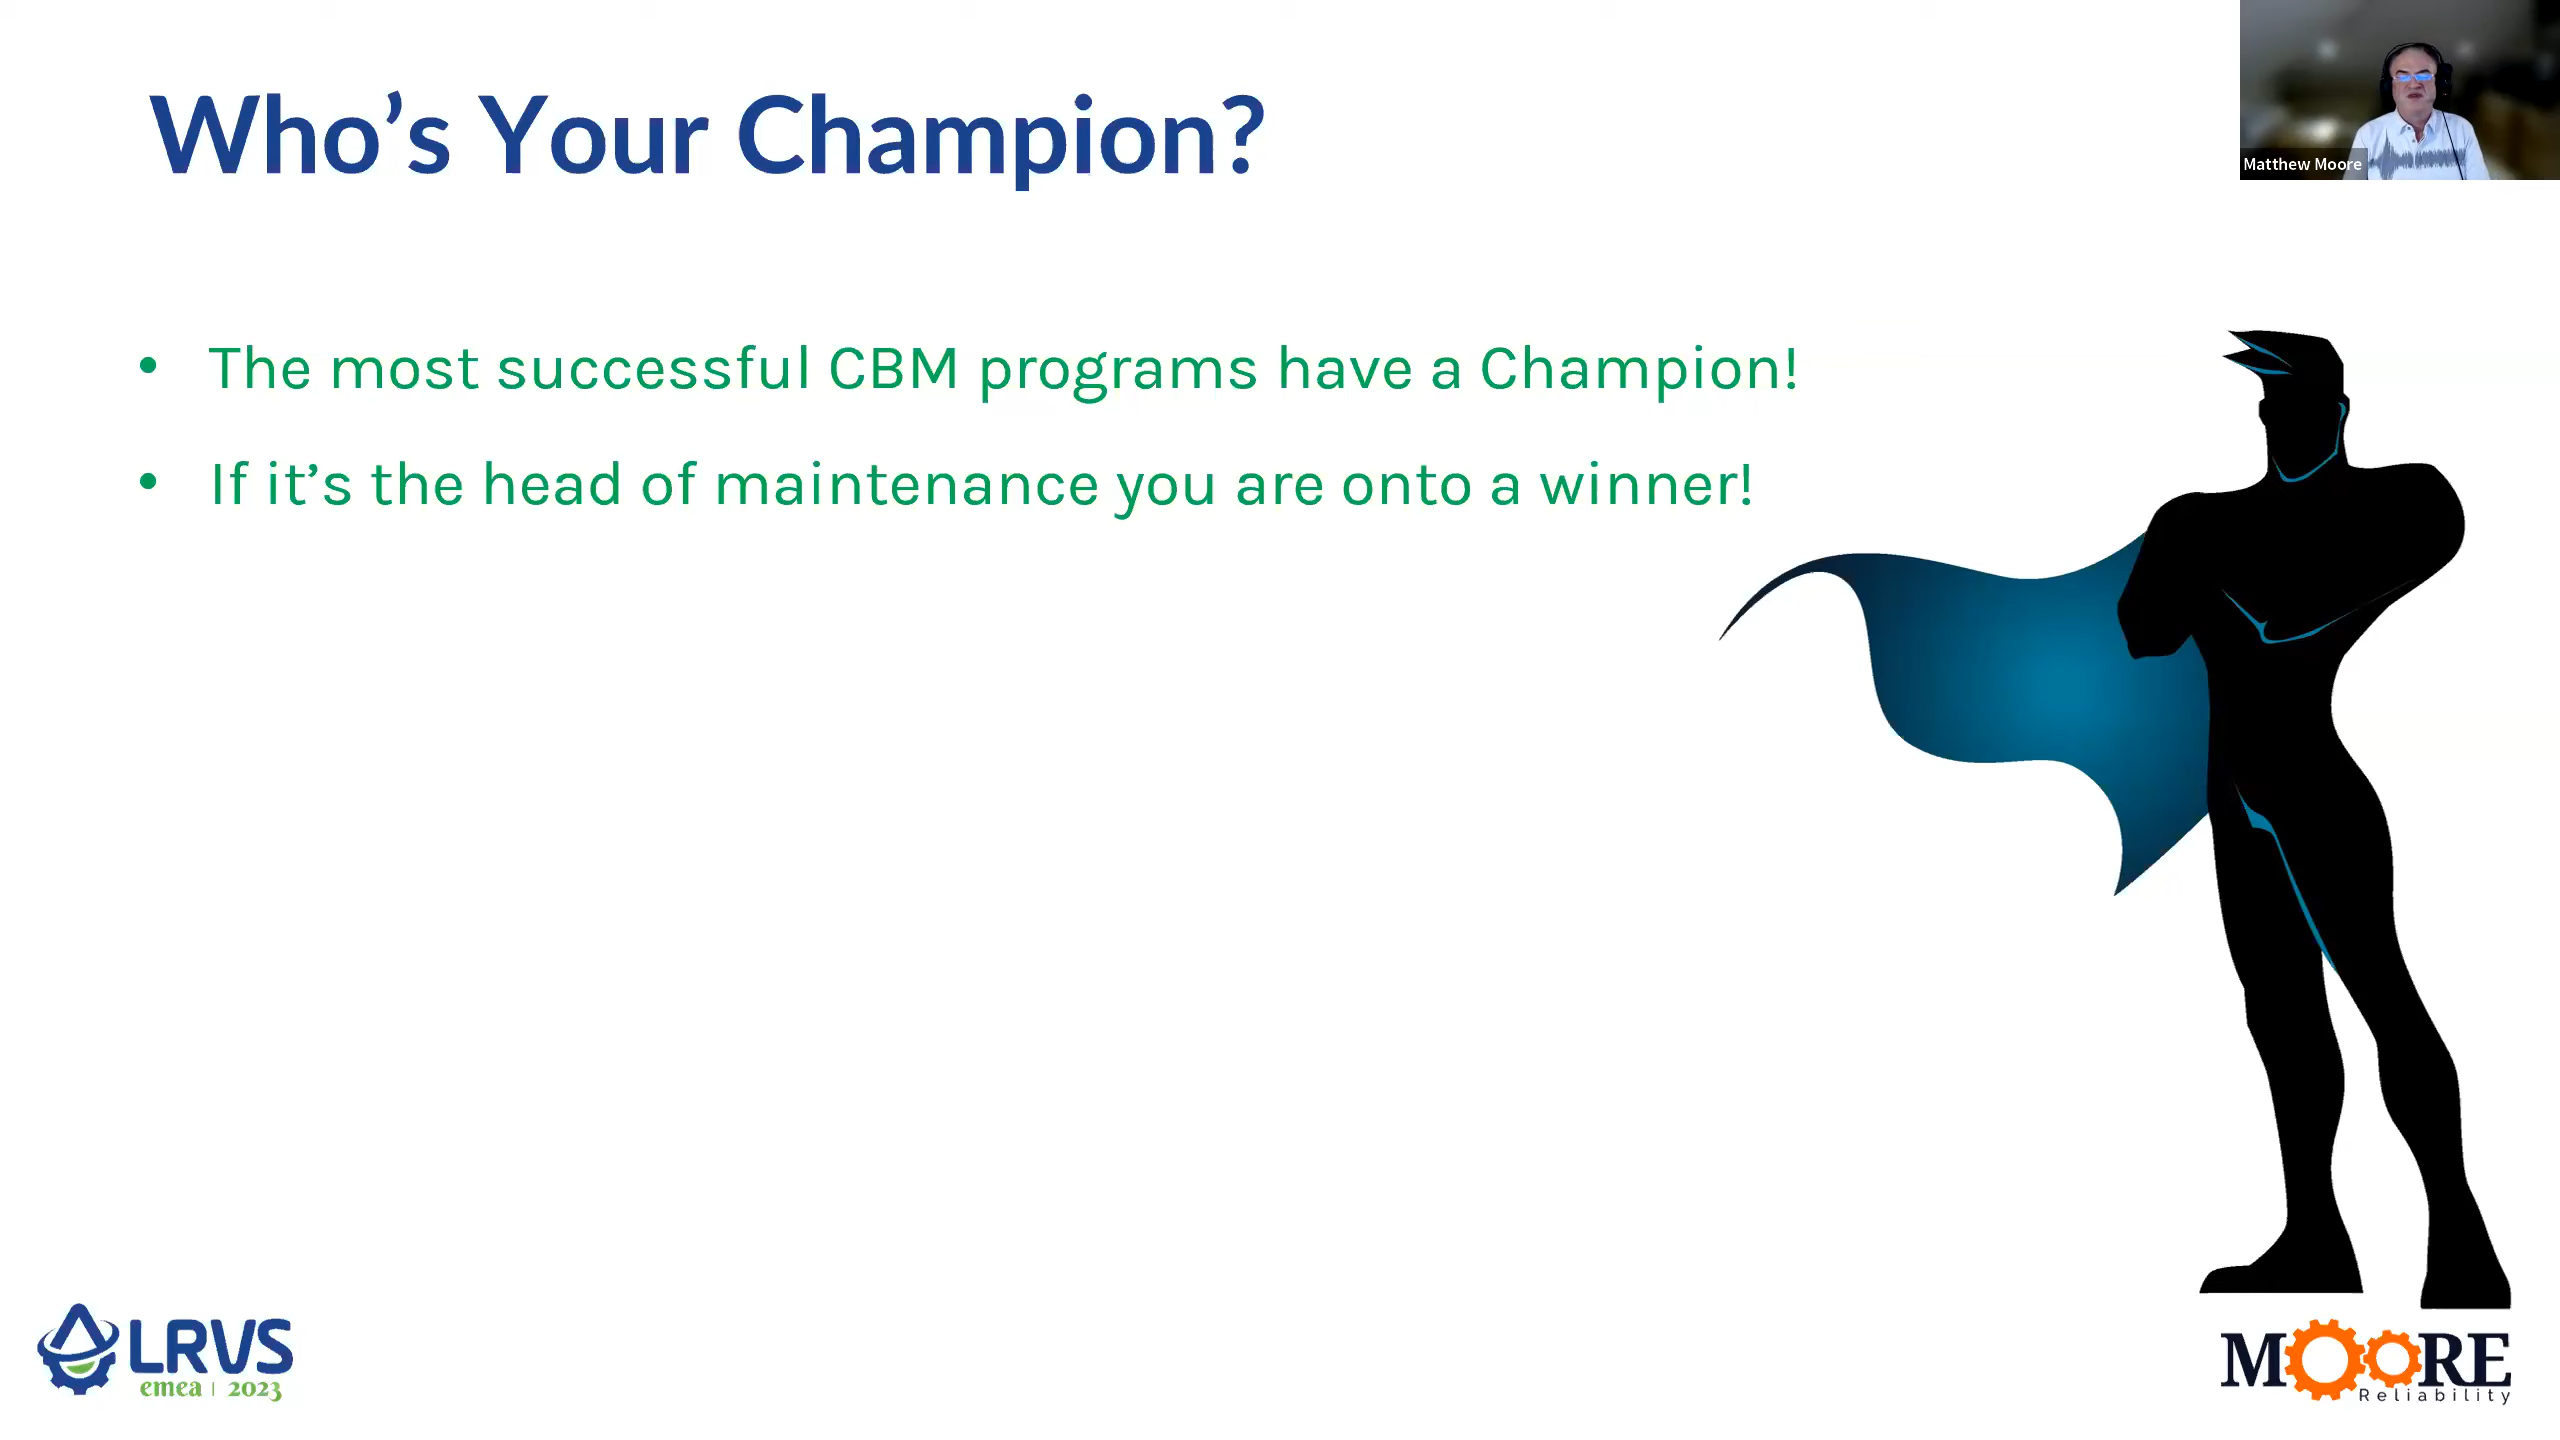 Who’s Your Champion?
Matthew Moore
• The most successful CBM programs have a Champion!
• If it’s the head of maintenance you are onto a winner!
LRVS
emea | 2023
MOORE
Reliability